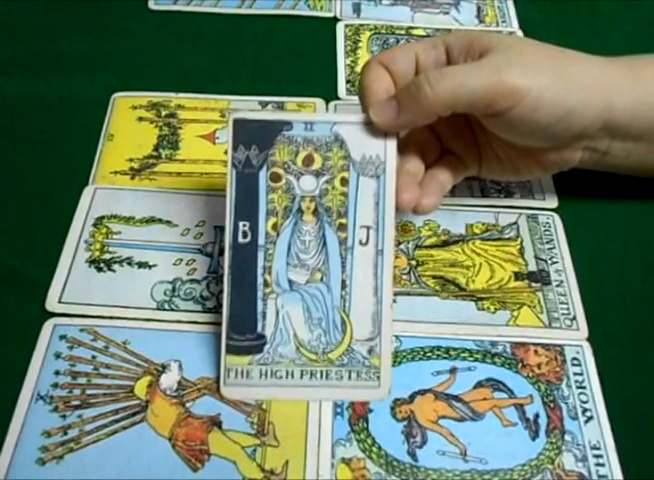 II
B
J
THE HIGH PRIESTESS
QUEEN of WANDS.
X
THE WORLD.